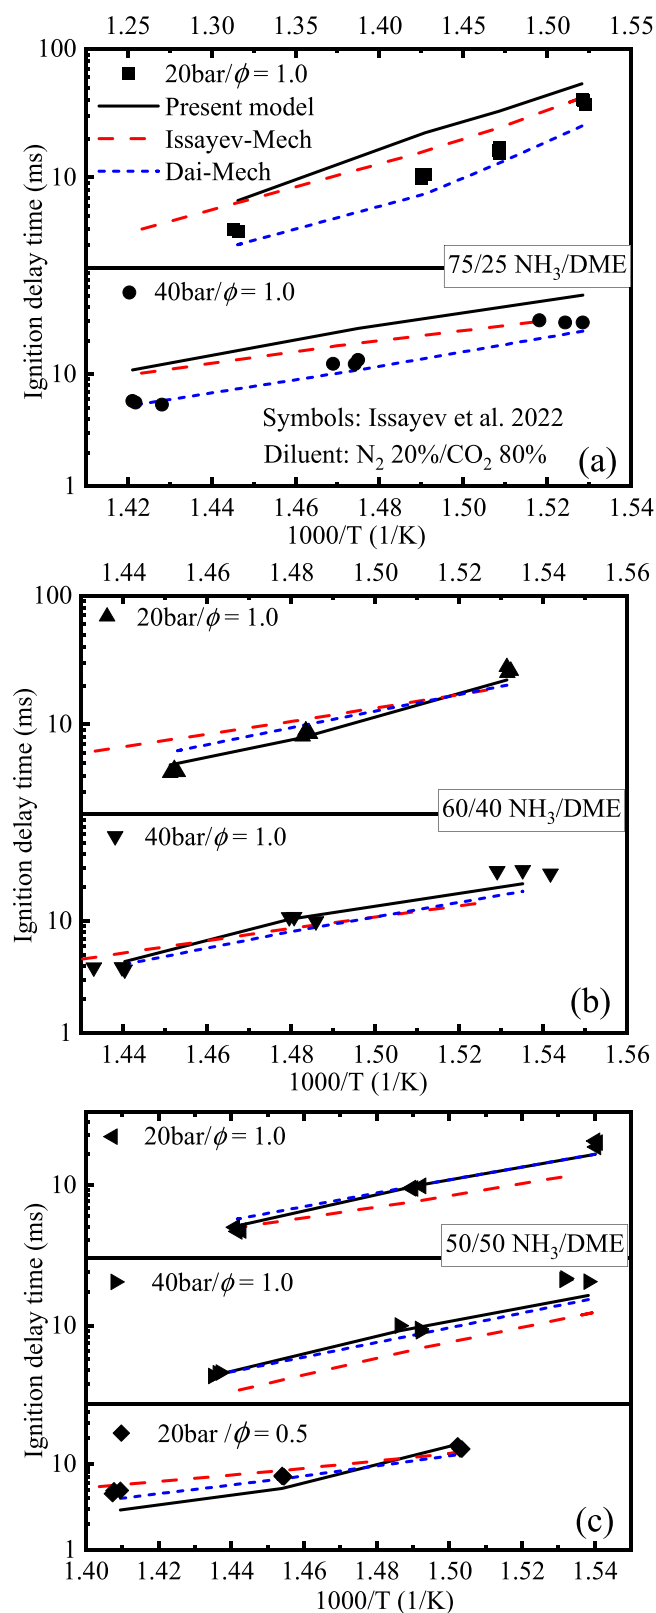 1.25 1.30 1.35 1.40 1.45 1.50 1.55
100
20bar/ϕ = 1.0
Present model
Issayev-Mech
Dai-Mech
10
75/25 NH₃/DME
40bar/ϕ = 1.0
10
Symbols: Issayev et al. 2022
Diluent: N₂ 20%/CO₂ 80%
(a)
1
Ignition delay time (ms)
1.42 1.44 1.46 1.48 1.50 1.52 1.54
1000/T (1/K)
1.44 1.46 1.48 1.50 1.52 1.54 1.56
100
20bar/ϕ = 1.0
10
60/40 NH₃/DME
40bar/ϕ = 1.0
10
(b)
1
Ignition delay time (ms)
1.44 1.46 1.48 1.50 1.52 1.54 1.56
1000/T (1/K)
20bar/ϕ = 1.0
10
50/50 NH₃/DME
40bar/ϕ = 1.0
10
20bar /ϕ = 0.5
10
(c)
1
Ignition delay time (ms)
1.40 1.42 1.44 1.46 1.48 1.50 1.52 1.54
1000/T (1/K)